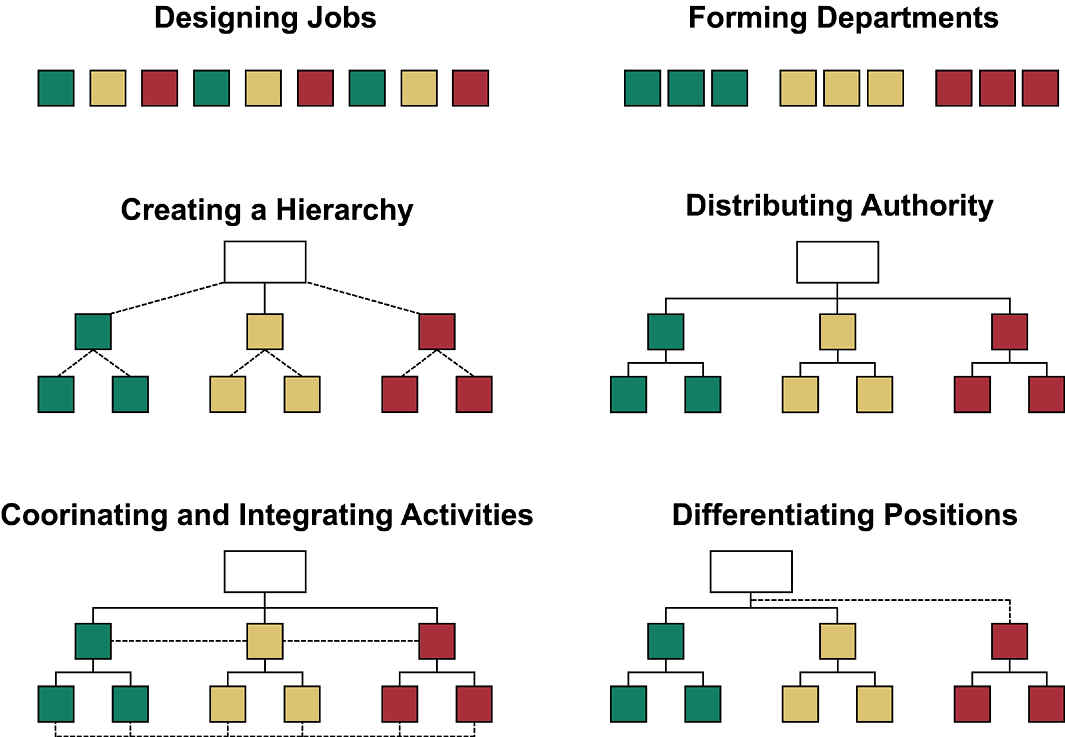 Designing Jobs
Forming Departments
Creating a Hierarchy
Distributing Authority
Coorinating and Integrating Activities
Differentiating Positions